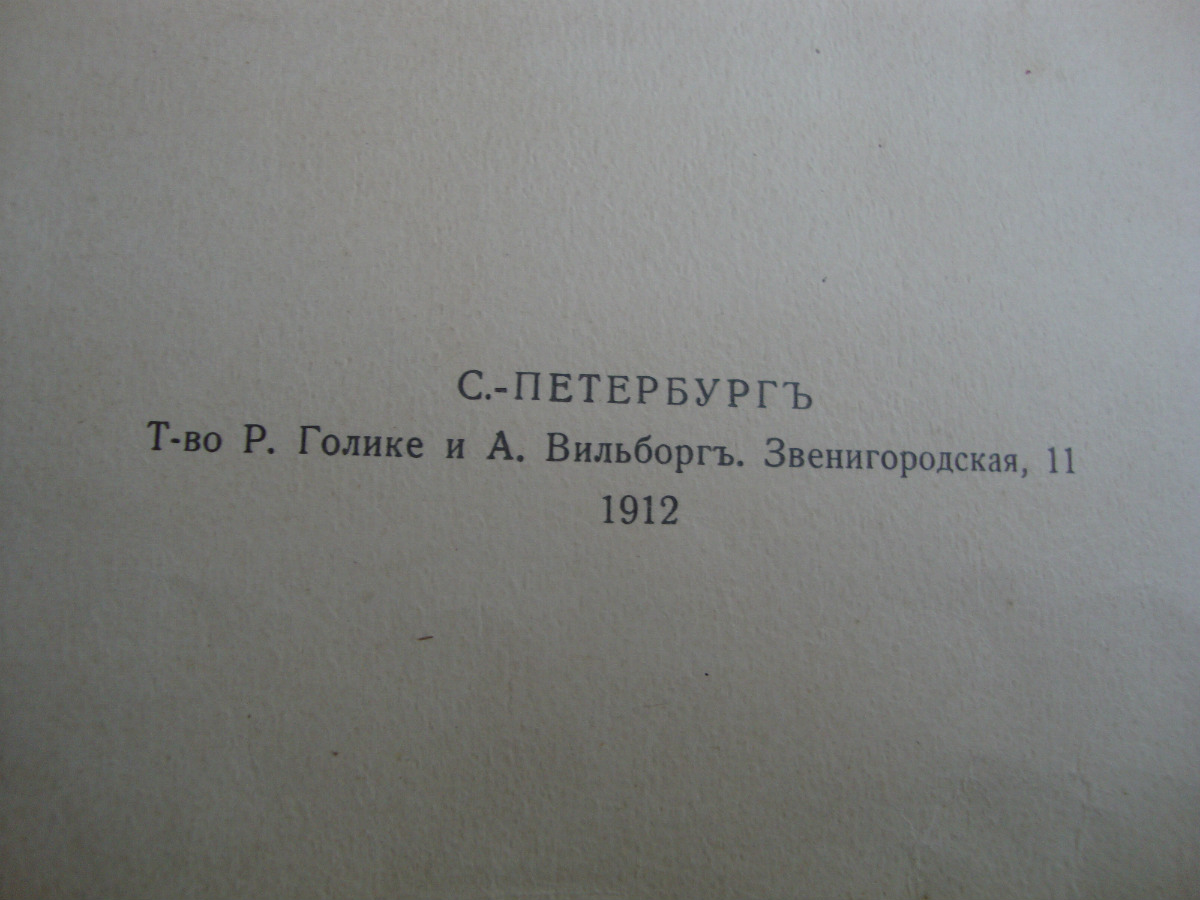 С.-ПЕТЕРБУРГЪ
Т-во Р. Голике и А. Вильборгъ. Звенигородская, 11
1912